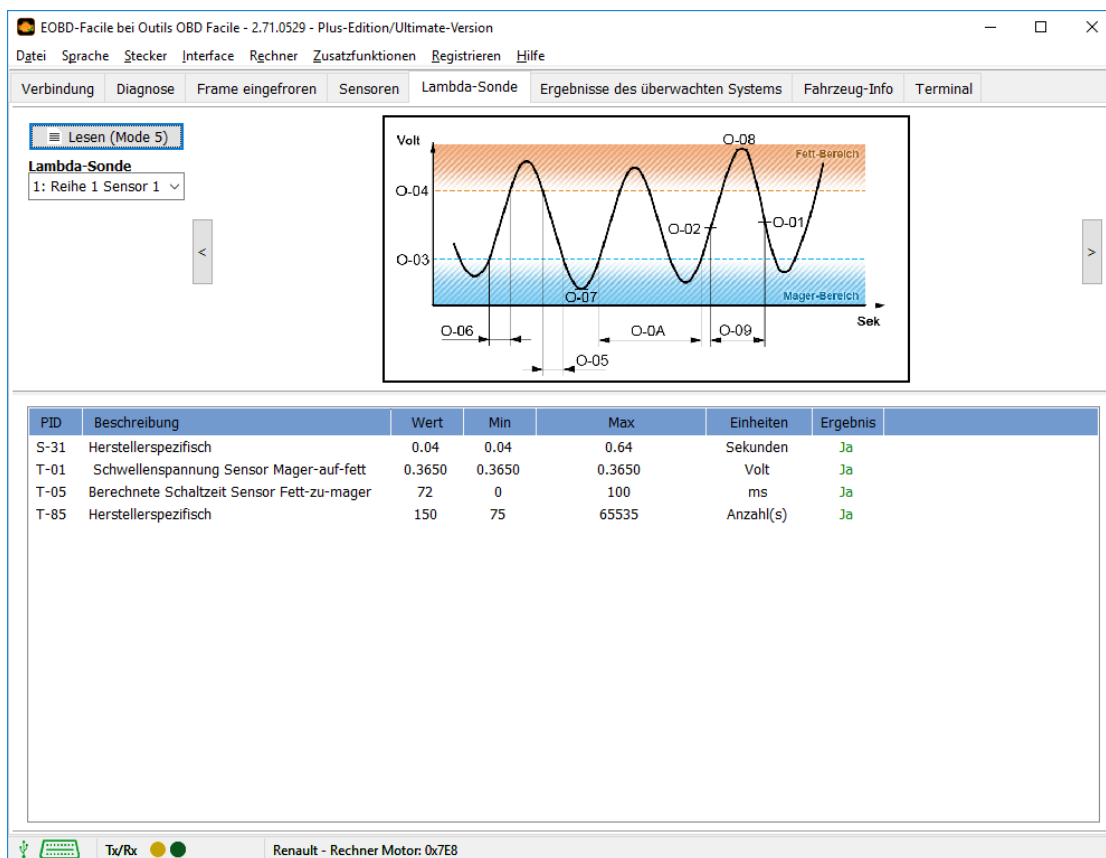 EOBD-Facile bei Outils OBD Facile - 2.71.0529 - Plus-Edition/Ultimate-Version
Datei Sprache Stecker Interface Rechner Zusatzfunktionen Registrieren Hilfe
Verbindung Diagnose Frame eingefroren Sensoren Lambda-Sonde Ergebnisse des überwachten Systems Fahrzeug-Info Terminal
Lesen (Mode 5)
Lambda-Sonde
1: Reihe 1 Sensor 1
<
Volt
O-08
Fett-Bereich
O-04
O-02
O-01
O-03
O-07
Mager-Bereich
Sek
O-06
O-0A
O-09
O-05
>
PID Beschreibung Wert Min Max Einheiten Ergebnis
S-31 Herstellerspezifisch 0.04 0.04 0.64 Sekunden Ja
T-01 Schwellenspannung Sensor Mager-auf-fett 0.3650 0.3650 0.3650 Volt Ja
T-05 Berechnete Schaltzeit Sensor Fett-zu-mager 72 0 100 ms Ja
T-85 Herstellerspezifisch 150 75 65535 Anzahl(s) Ja
Tx/Rx Renault - Rechner Motor: 0x7E8